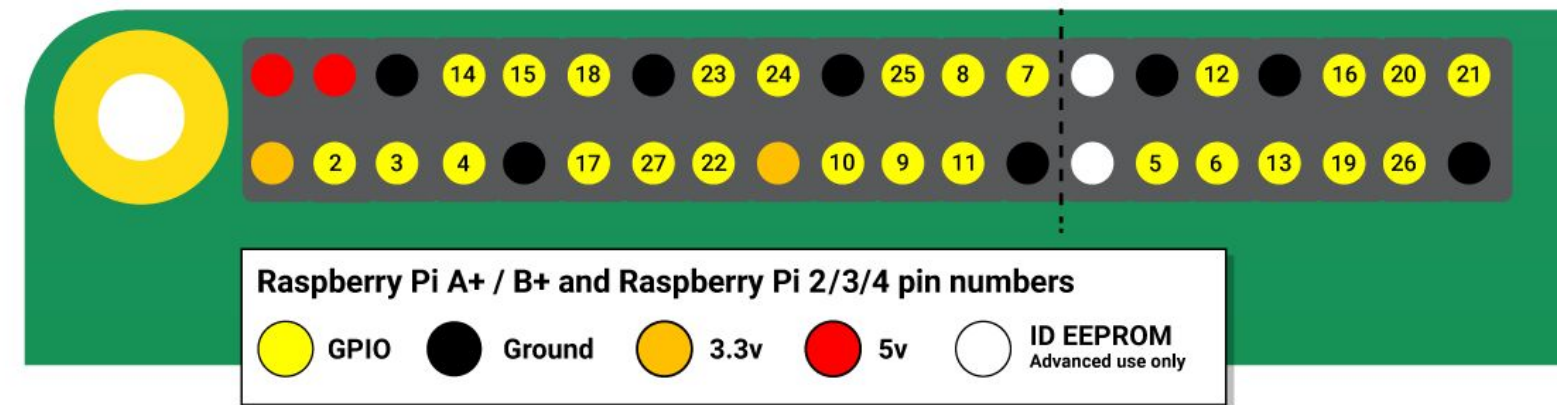 14 15 18 23 24 25 8 7 12 16 20 21
2 3 4 17 27 22 10 9 11 5 6 13 19 26
Raspberry Pi A+ / B+ and Raspberry Pi 2/3/4 pin numbers
GPIO Ground 3.3v 5v ID EEPROM
Advanced use only